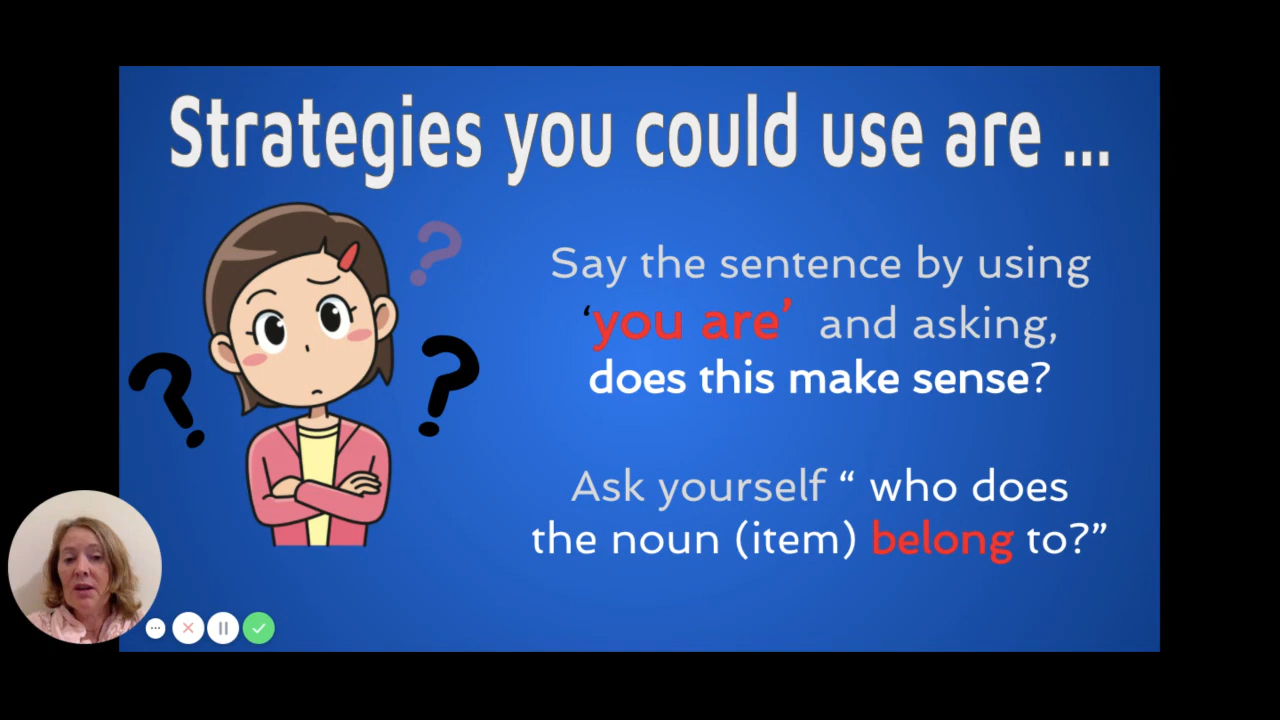 Strategies you could use are ...
Say the sentence by using
‘you are’ and asking,
does this make sense?
Ask yourself “ who does
the noun (item) belong to?”